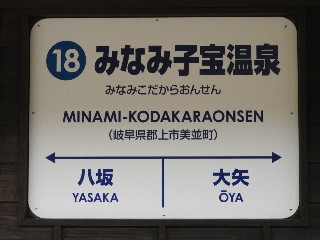 18 みなみ子宝温泉
みなみこだからおんせん
MINAMI-KODAKARAONSEN
(岐阜県郡上市美並町)
八坂 大矢
YASAKA ŌYA